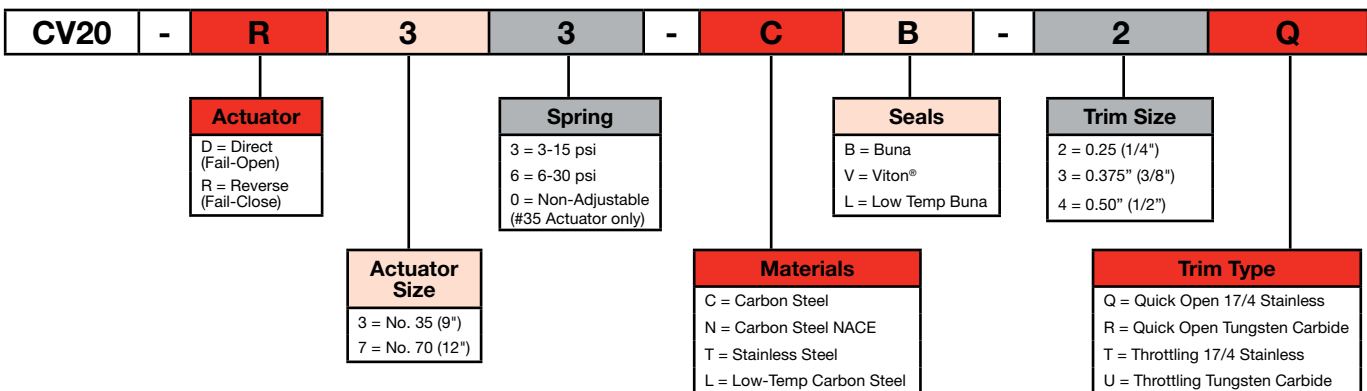 CV20 - R 3 3 - C B - 2 Q
Actuator
D = Direct
(Fail-Open)
R = Reverse
(Fail-Close)
Spring
3 = 3-15 psi
6 = 6-30 psi
0 = Non-Adjustable
(#35 Actuator only)
Seals
B = Buna
V = Viton®
L = Low Temp Buna
Trim Size
2 = 0.25 (1/4")
3 = 0.375” (3/8")
4 = 0.50” (1/2”)
Actuator
Size
3 = No. 35 (9")
7 = No. 70 (12")
Materials
C = Carbon Steel
N = Carbon Steel NACE
T = Stainless Steel
L = Low-Temp Carbon Steel
Trim Type
Q = Quick Open 17/4 Stainless
R = Quick Open Tungsten Carbide
T = Throttling 17/4 Stainless
U = Throttling Tungsten Carbide